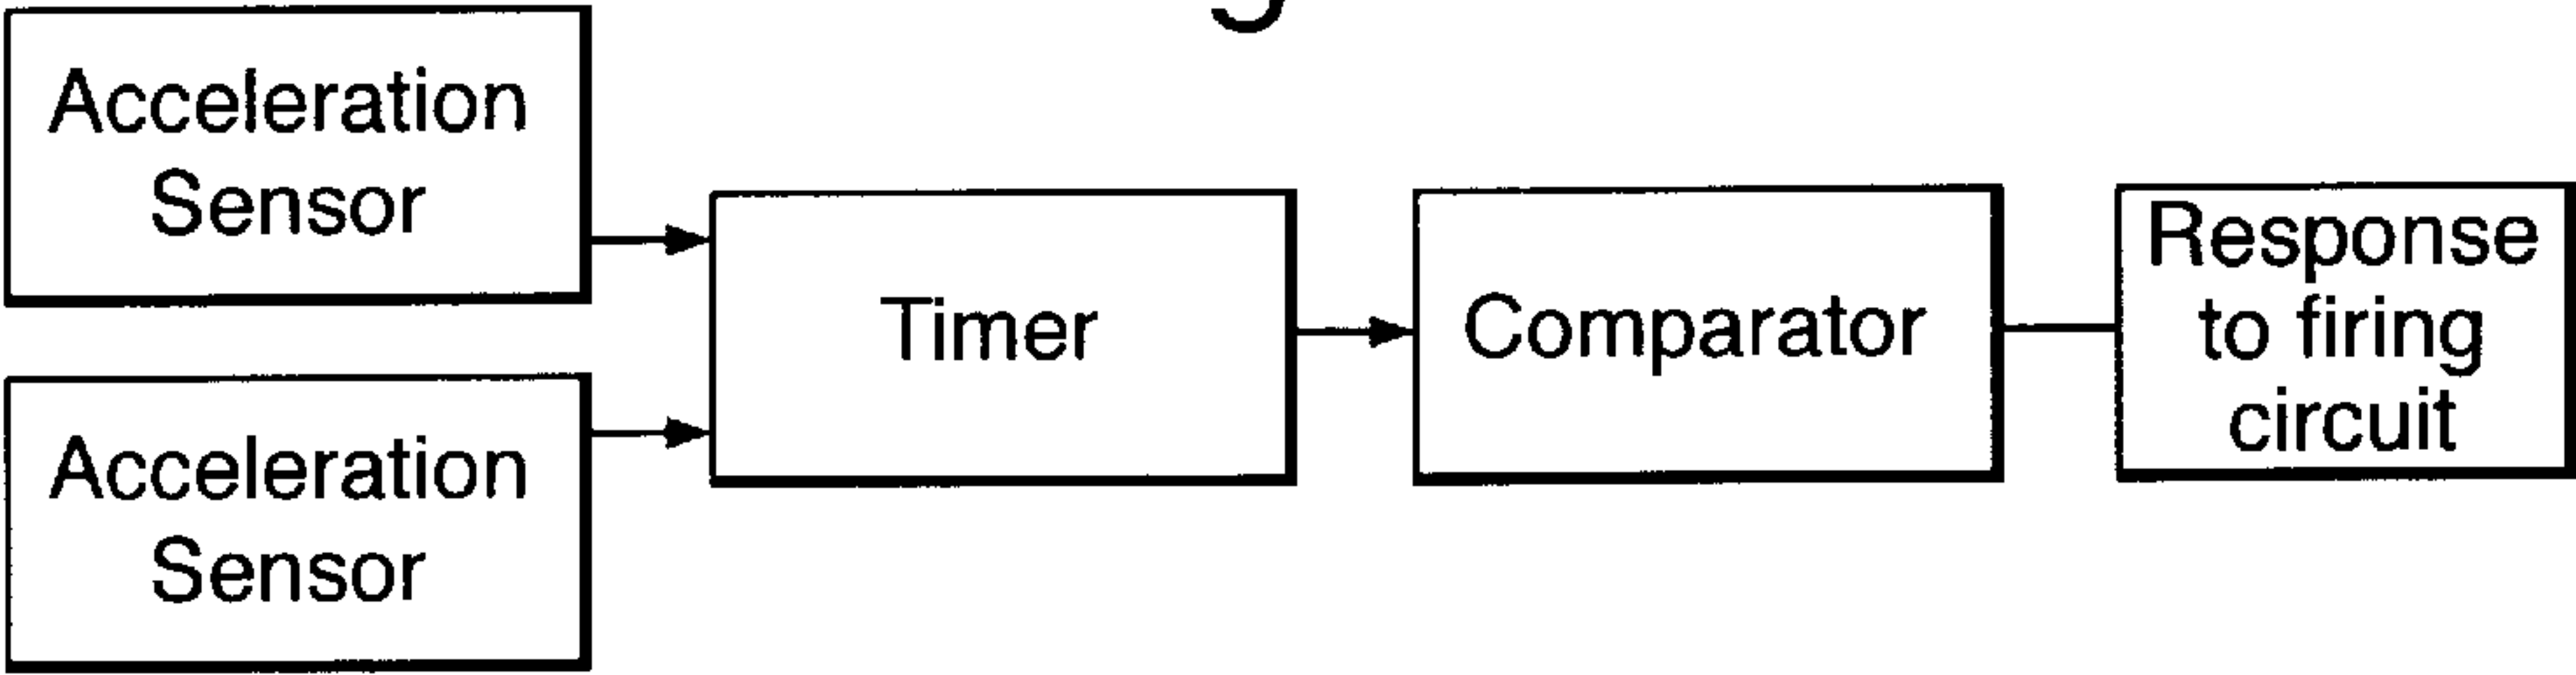 Acceleration
Sensor
Acceleration
Sensor
Timer
Comparator
Response
to firing
circuit